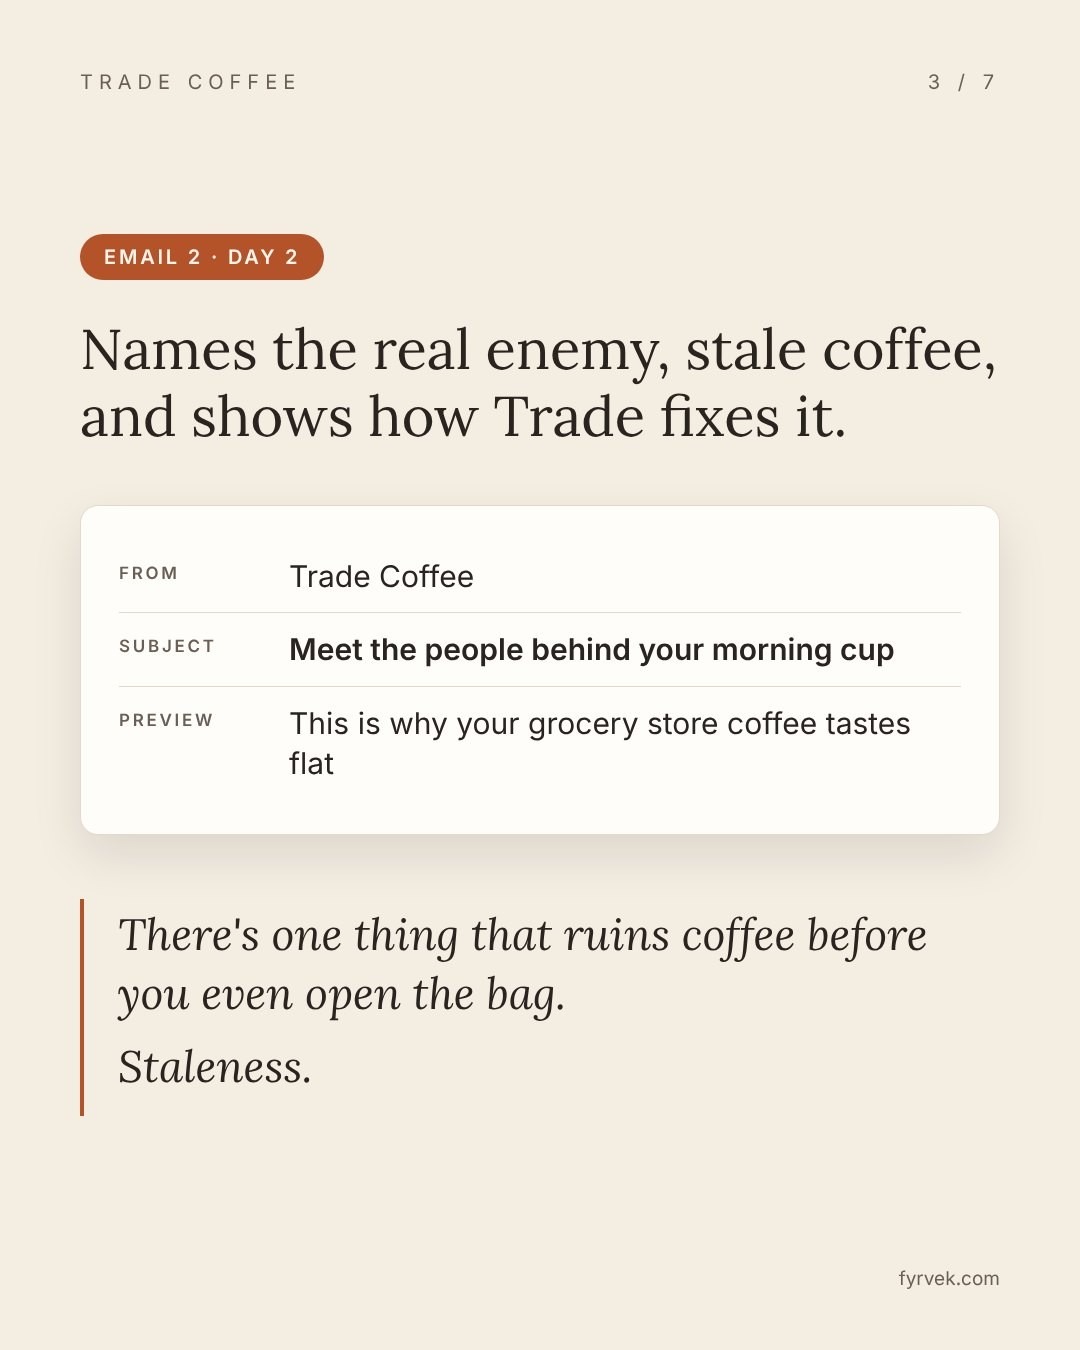 TRADE COFFEE
3 / 7
EMAIL 2 · DAY 2
Names the real enemy, stale coffee,
and shows how Trade fixes it.
FROM
Trade Coffee
SUBJECT
Meet the people behind your morning cup
PREVIEW
This is why your grocery store coffee tastes
flat
There's one thing that ruins coffee before
you even open the bag.
Staleness.
fyrvek.com